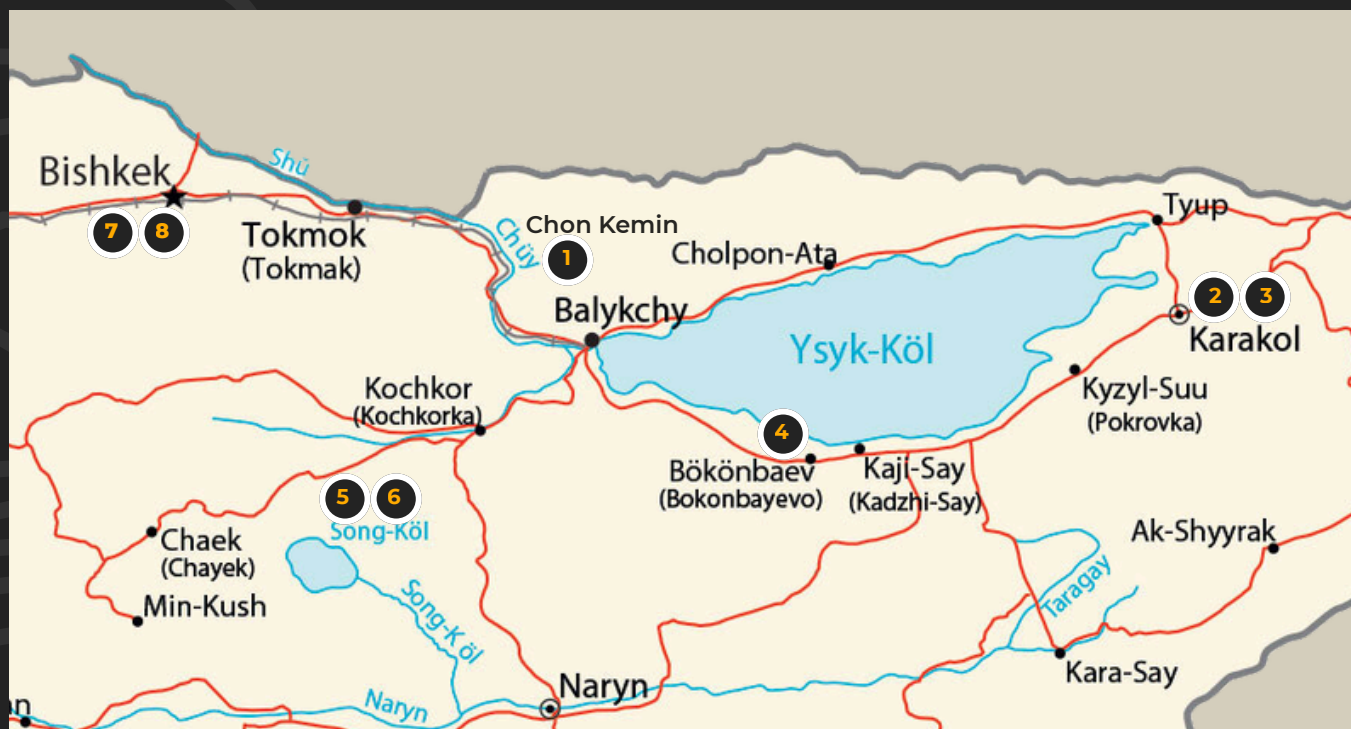 Shú
Bishkek
Tyup
7
8
Tokmok
(Tokmak)
Chüy
Chon Kemin
1
Cholpon-Ata
2
3
Balykchy
Karakol
Ysyk-Köl
Kochkor
(Kochkorka)
Kyzyl-Suu
(Pokrovka)
4
Bökönbaev
(Bokonbayevo)
Kaji-Say
(Kadzhi-Say)
5
6
Song-Köl
Chaek
(Chayek)
Ak-Shyyrak
Min-Kush
Song-Köl
Taragay
Kara-Say
Naryn
Naryn
an